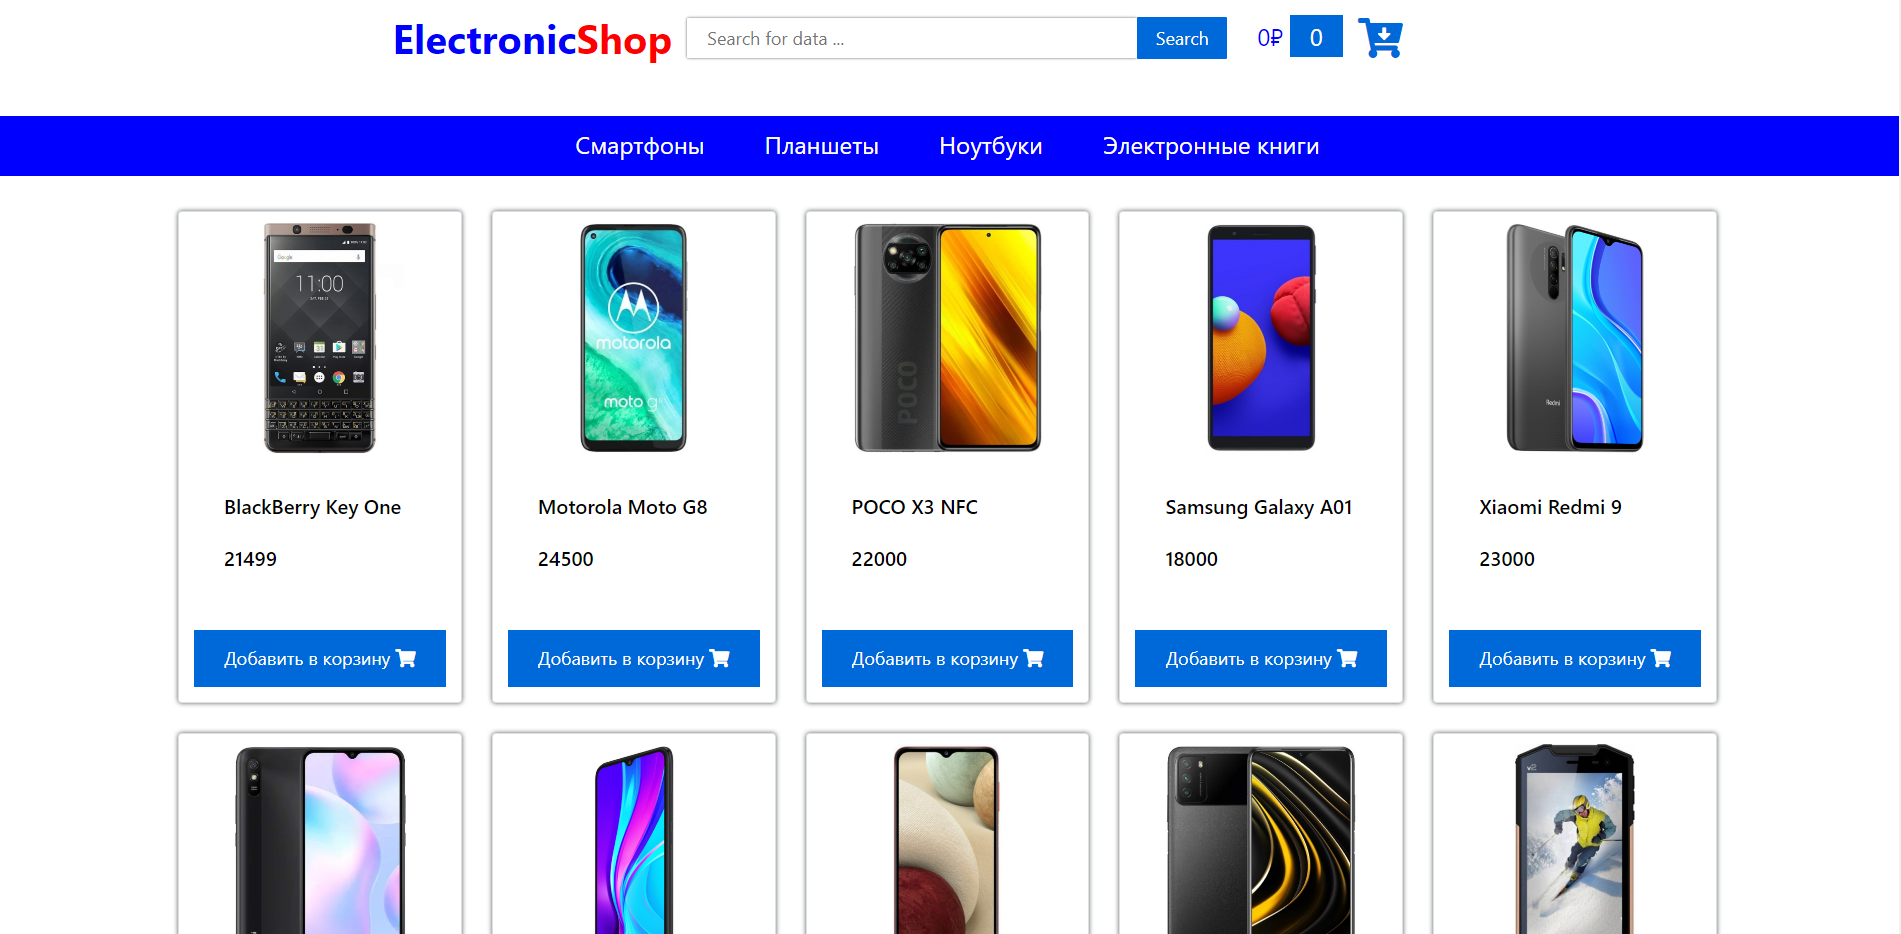 ElectronicShop
Search for data ...
Search
0₽
0
Смартфоны Планшеты Ноутбуки Электронные книги
Google
11:00
motorola
moto g
POCO
Redmi
BlackBerry Key One
21499
Добавить в корзину
Motorola Moto G8
24500
Добавить в корзину
POCO X3 NFC
22000
Добавить в корзину
Samsung Galaxy A01
18000
Добавить в корзину
Xiaomi Redmi 9
23000
Добавить в корзину